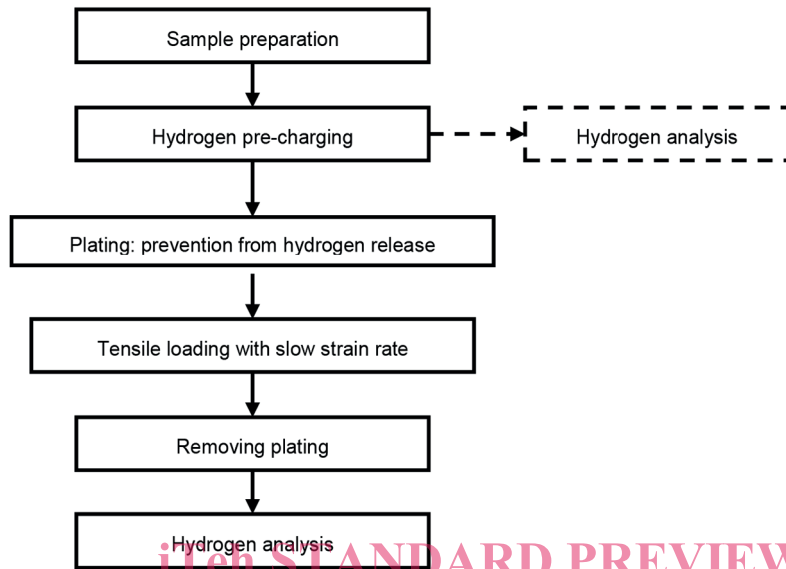 Sample preparation
Hydrogen pre-charging
Hydrogen analysis
Plating: prevention from hydrogen release
Tensile loading with slow strain rate
Removing plating
Hydrogen analysis
iTeh STANDARD PREVIEW